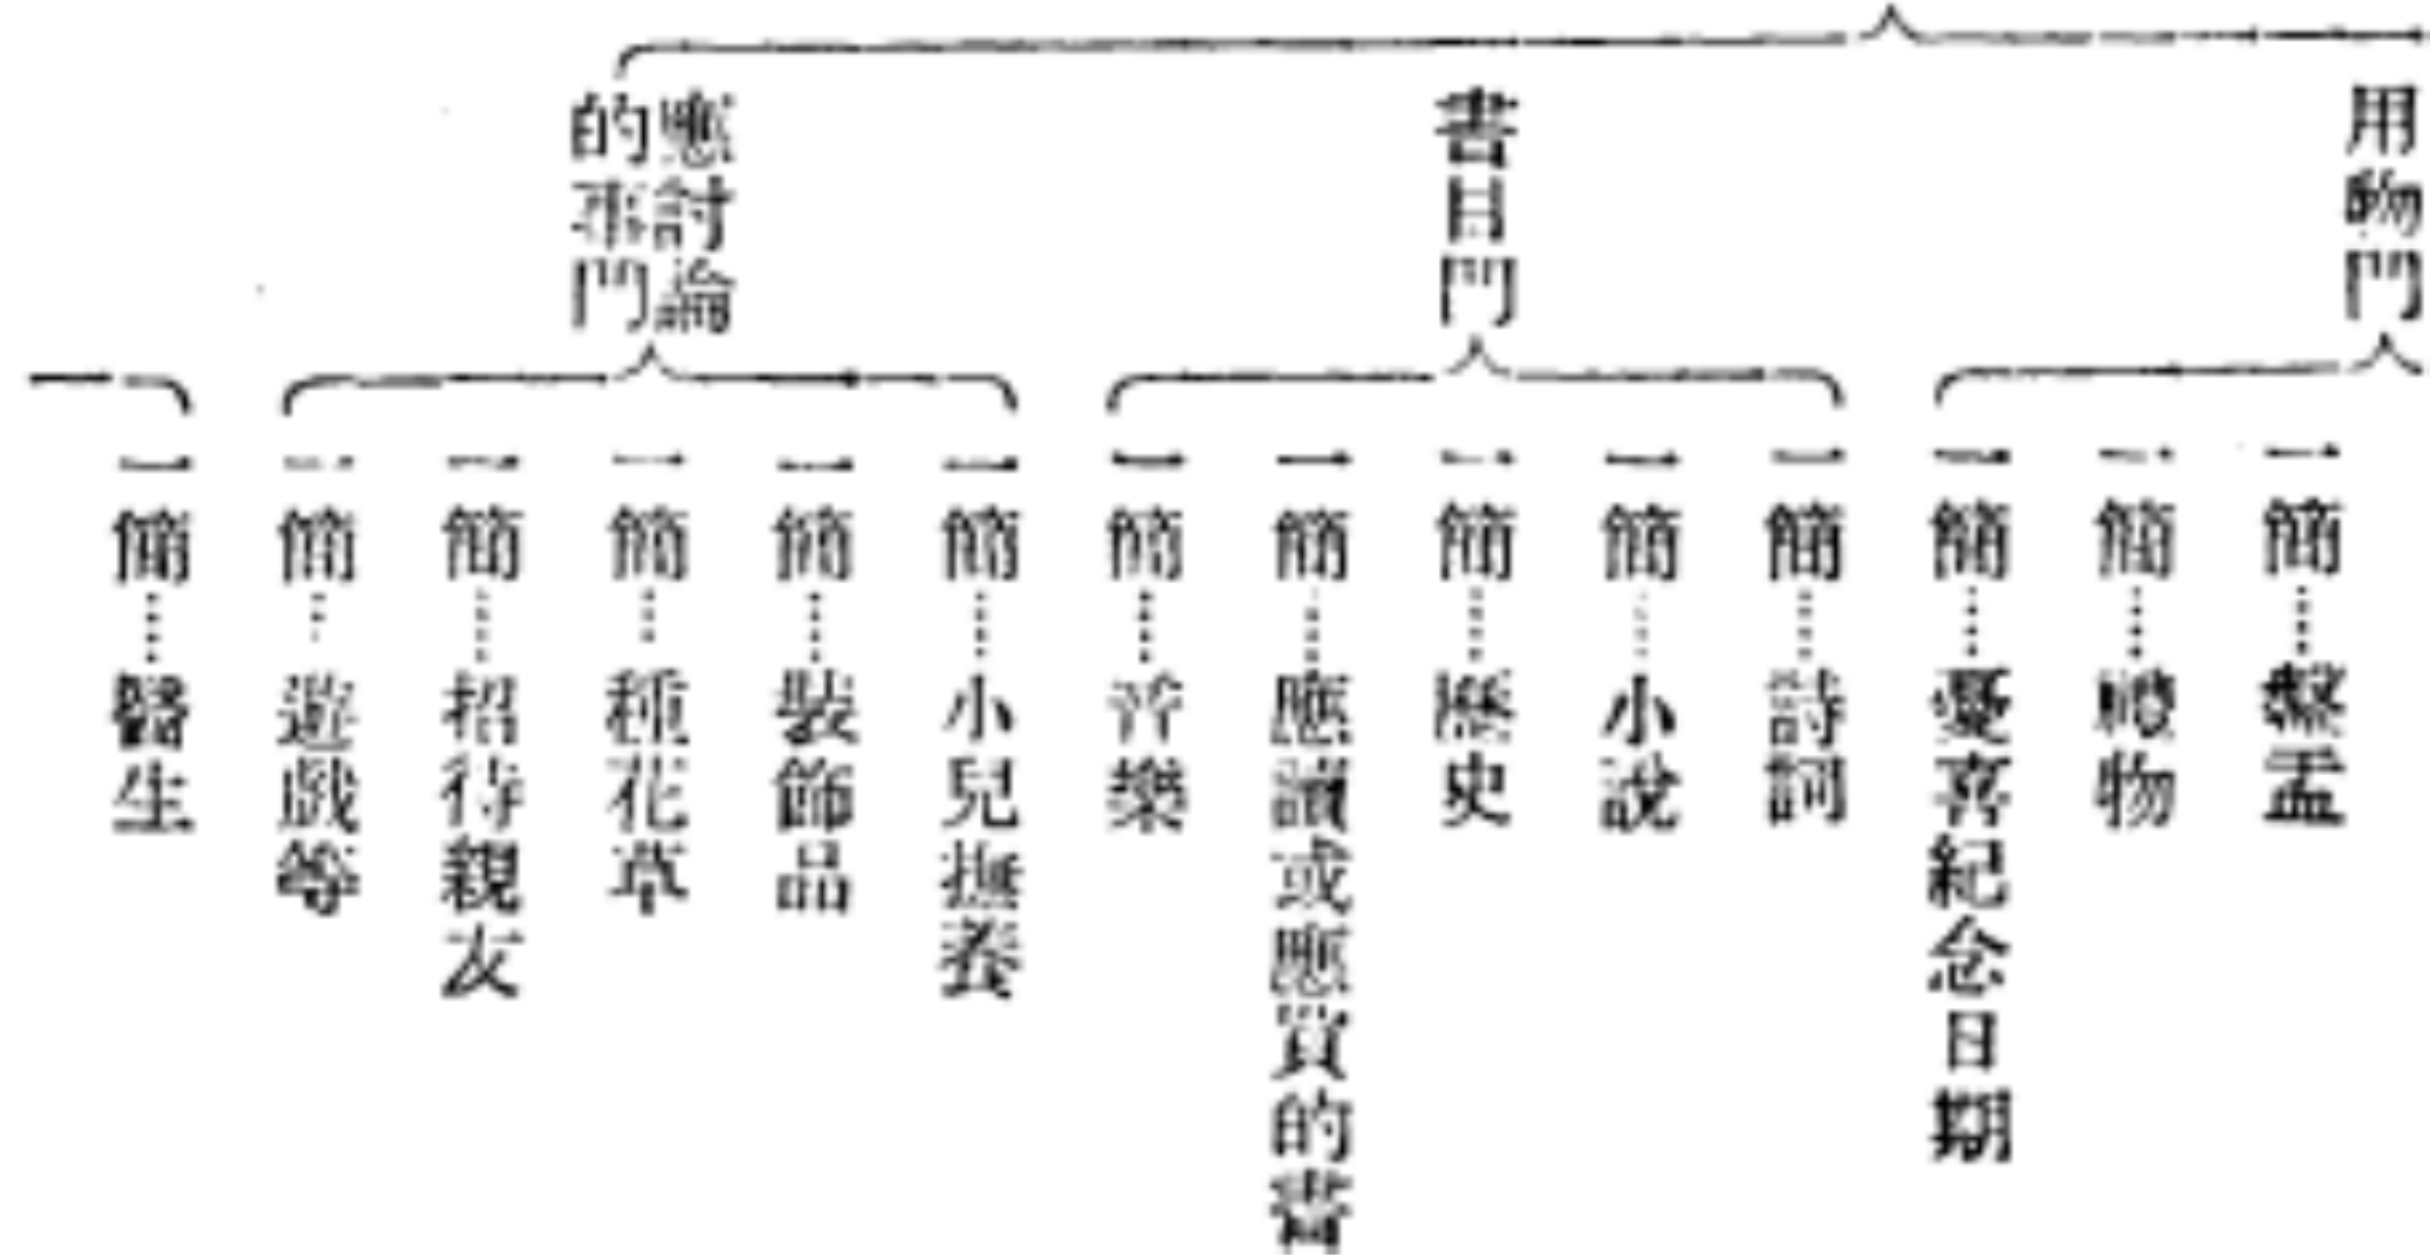 用物門
一簡……盤盂
一簡……禮物
一簡……憂喜紀念日期
書目門
一簡……詩詞
一簡……小說
一簡……歷史
一簡……應讀或應買的書
一簡……音樂
應討論
的事門
一簡……小兒撫養
一簡……裝飾品
一簡……種花草
一簡……招待親友
一簡……遊戲等
一簡……醫生